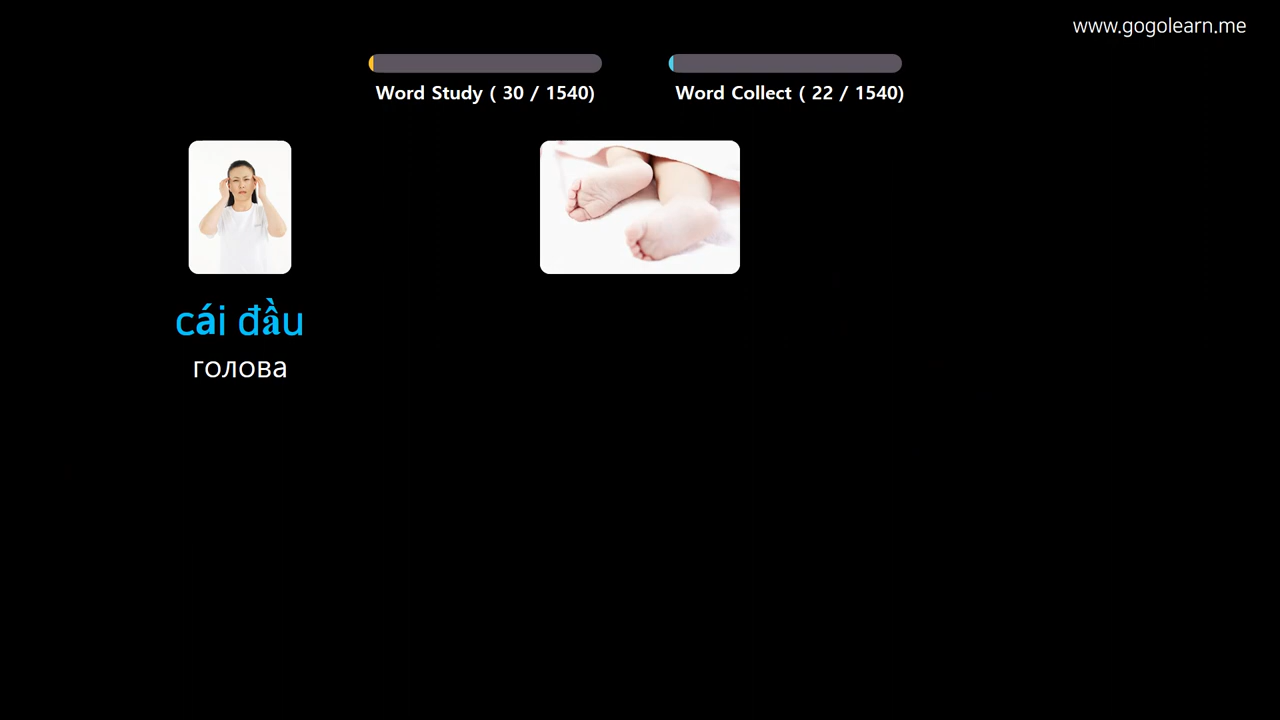 www.gogolearn.me
Word Study ( 30 / 1540)
Word Collect ( 22 / 1540)
cái đầu
голова